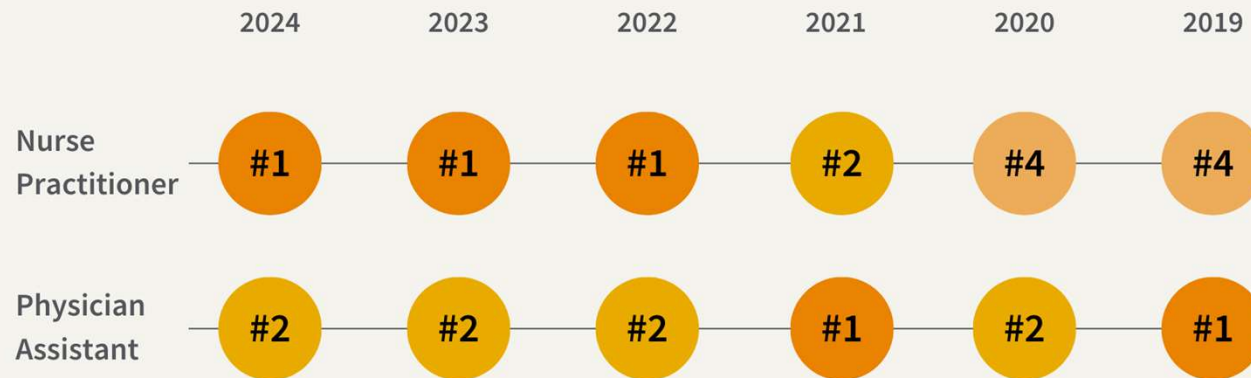 2024 2023 2022 2021 2020 2019
Nurse
Practitioner
#1 #1 #1 #2 #4 #4
Physician
Assistant
#2 #2 #2 #1 #2 #1